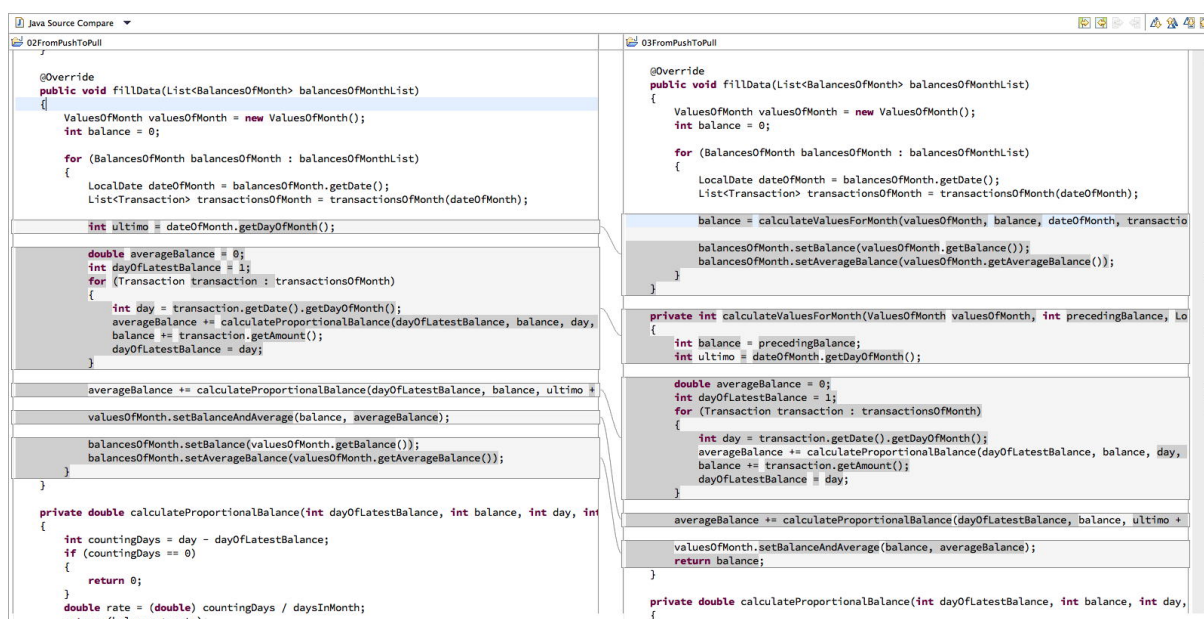 Java Source Compare
02FromPushToPull
}
@Override
public void fillData(List<BalancesOfMonth> balancesOfMonthList)
{
ValuesOfMonth valuesOfMonth = new ValuesOfMonth();
int balance = 0;
for (BalancesOfMonth balancesOfMonth : balancesOfMonthList)
{
LocalDate dateOfMonth = balancesOfMonth.getDate();
List<Transaction> transactionsOfMonth = transactionsOfMonth(dateOfMonth);
int ultimo = dateOfMonth.getDayOfMonth();
double averageBalance = 0;
int dayOfLatestBalance = 1;
for (Transaction transaction : transactionsOfMonth)
{
int day = transaction.getDate().getDayOfMonth();
averageBalance += calculateProportionalBalance(dayOfLatestBalance, balance, day,
balance += transaction.getAmount();
dayOfLatestBalance = day;
}
averageBalance += calculateProportionalBalance(dayOfLatestBalance, balance, ultimo +
valuesOfMonth.setBalanceAndAverage(balance, averageBalance);
balancesOfMonth.setBalance(valuesOfMonth.getBalance());
balancesOfMonth.setAverageBalance(valuesOfMonth.getAverageBalance());
}
}
private double calculateProportionalBalance(int dayOfLatestBalance, int balance, int day, int
{
int countingDays = day - dayOfLatestBalance;
if (countingDays == 0)
{
return 0;
}
double rate = (double) countingDays / daysInMonth;
03FromPushToPull
@Override
public void fillData(List<BalancesOfMonth> balancesOfMonthList)
{
ValuesOfMonth valuesOfMonth = new ValuesOfMonth();
int balance = 0;
for (BalancesOfMonth balancesOfMonth : balancesOfMonthList)
{
LocalDate dateOfMonth = balancesOfMonth.getDate();
List<Transaction> transactionsOfMonth = transactionsOfMonth(dateOfMonth);
balance = calculateValuesForMonth(valuesOfMonth, balance, dateOfMonth, transactio
balancesOfMonth.setBalance(valuesOfMonth.getBalance());
balancesOfMonth.setAverageBalance(valuesOfMonth.getAverageBalance());
}
}
private int calculateValuesForMonth(ValuesOfMonth valuesOfMonth, int precedingBalance, Lo
{
int balance = precedingBalance;
int ultimo = dateOfMonth.getDayOfMonth();
double averageBalance = 0;
int dayOfLatestBalance = 1;
for (Transaction transaction : transactionsOfMonth)
{
int day = transaction.getDate().getDayOfMonth();
averageBalance += calculateProportionalBalance(dayOfLatestBalance, balance, day,
balance += transaction.getAmount();
dayOfLatestBalance = day;
}
averageBalance += calculateProportionalBalance(dayOfLatestBalance, balance, ultimo +
valuesOfMonth.setBalanceAndAverage(balance, averageBalance);
return balance;
}
private double calculateProportionalBalance(int dayOfLatestBalance, int balance, int day,
{